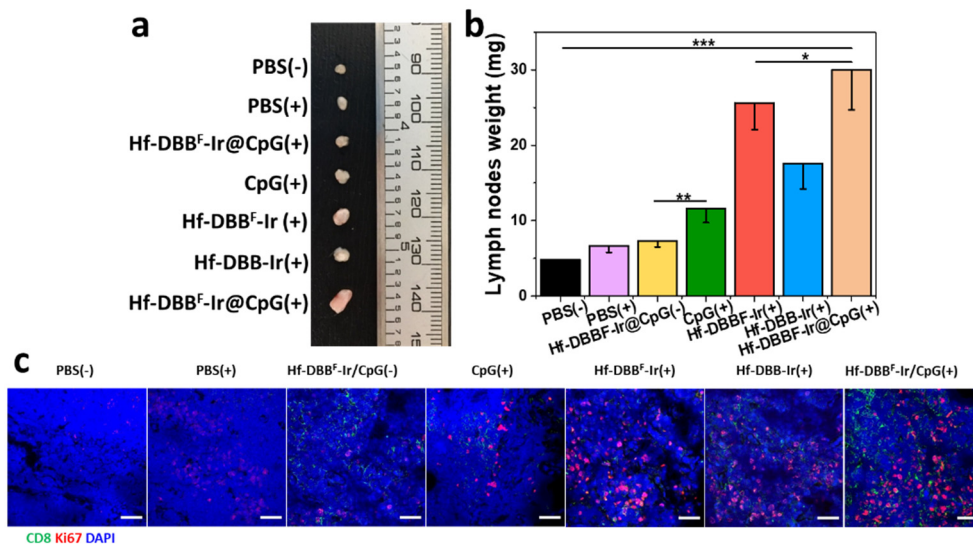 a
PBS(-)
PBS(+)
Hf-DBBᶠ-Ir@CpG(+)
CpG(+)
Hf-DBBᶠ-Ir (+)
Hf-DBB-Ir(+)
Hf-DBBᶠ-Ir@CpG(+)
90
100
4
110
120
5
130
140
b
Lymph nodes weight (mg)
30
20
10
0
***
*
**
PBS(-)
PBS(+)
Hf-DBBF-Ir@CpG(-)
CpG(+)
Hf-DBBF-Ir(+)
Hf-DBB-Ir(+)
Hf-DBBF-Ir@CpG(+)
c
PBS(-) PBS(+) Hf-DBBᶠ-Ir/CpG(-) CpG(+) Hf-DBBᶠ-Ir(+) Hf-DBB-Ir(+) Hf-DBBᶠ-Ir/CpG(+)
CD8 Ki67 DAPI